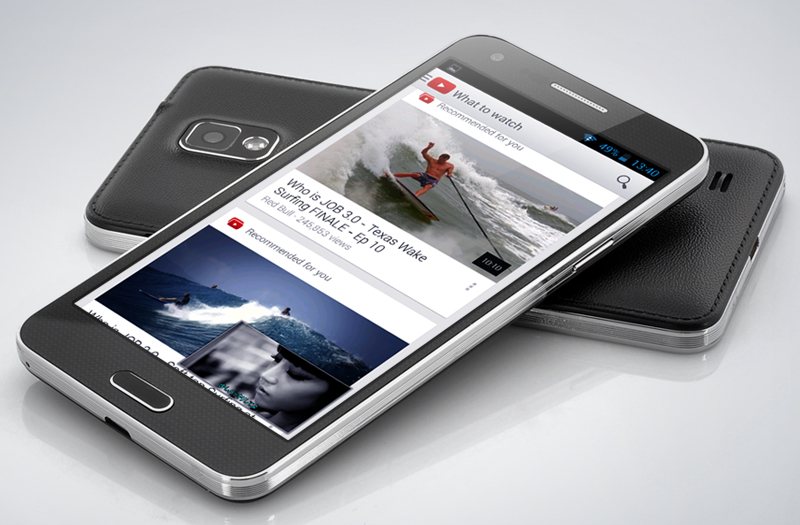 49% 13:40
What to watch
Recommended for you
10:10
Who is JOB 3.0 - Texas Wake
Surfing FINALE - Ep 10
Red Bull · 245,853 views
Recommended for you
Who is JOB 3.0